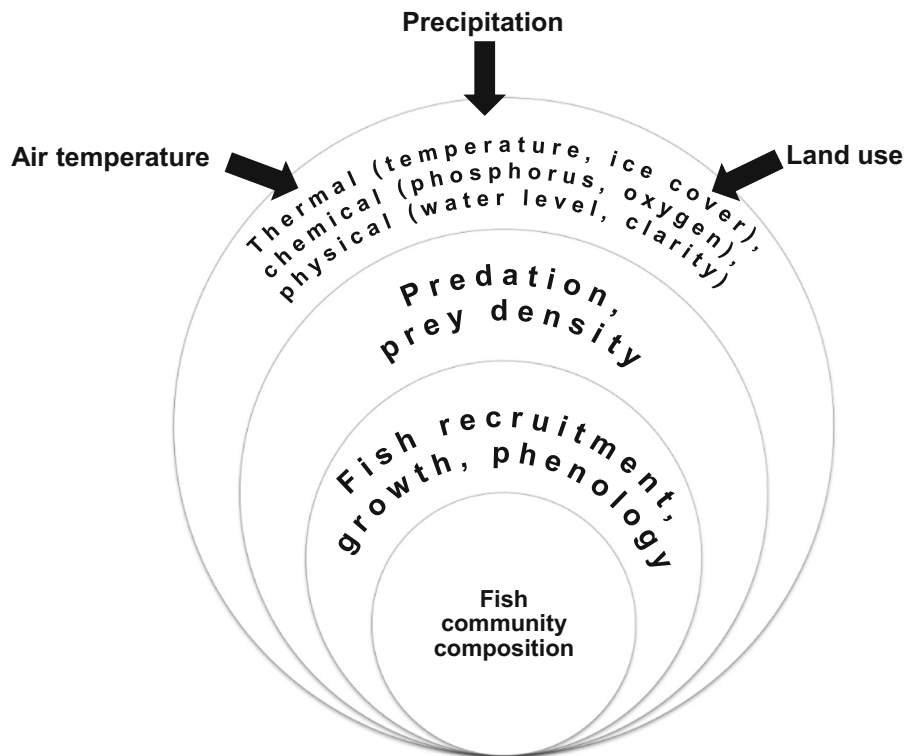 Precipitation
Air temperature
Land use
Thermal (temperature, ice cover),
chemical (phosphorus, oxygen),
physical (water level, clarity)
Predation,
prey density
Fish recruitment,
growth, phenology
Fish
community
composition